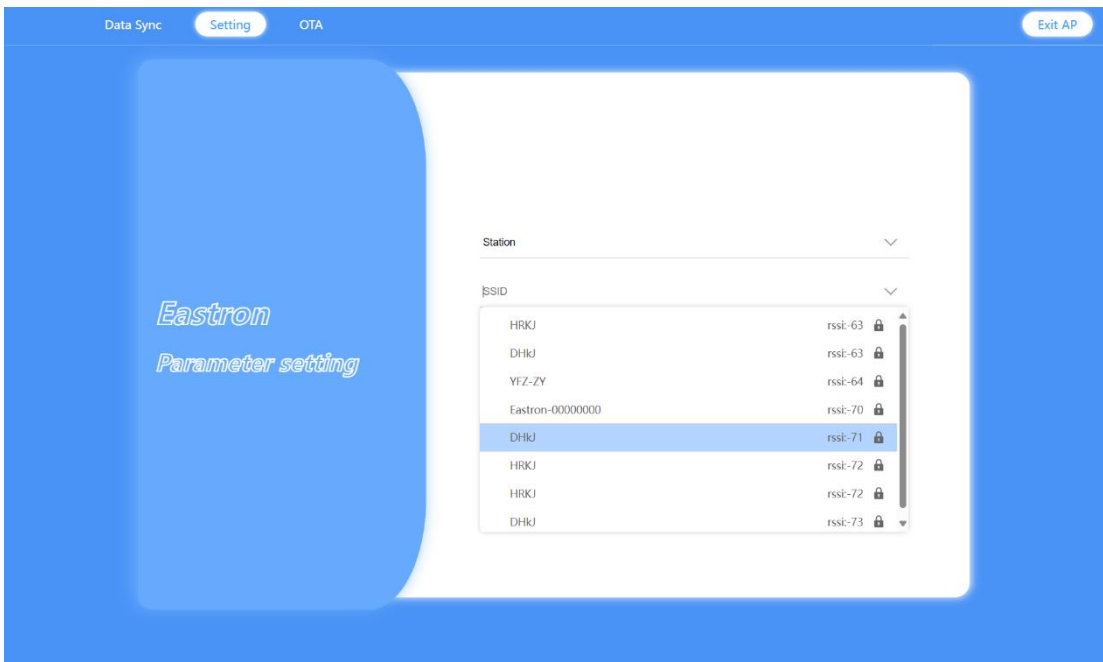 Data Sync Setting OTA Exit AP
Station
SSID
Eastron
Parameter setting
HRKJ rssi:-63
DHkJ rssi:-63
YFZ-ZY rssi:-64
Eastron-00000000 rssi:-70
DHkJ rssi:-71
HRKJ rssi:-72
HRKJ rssi:-72
DHkJ rssi:-73